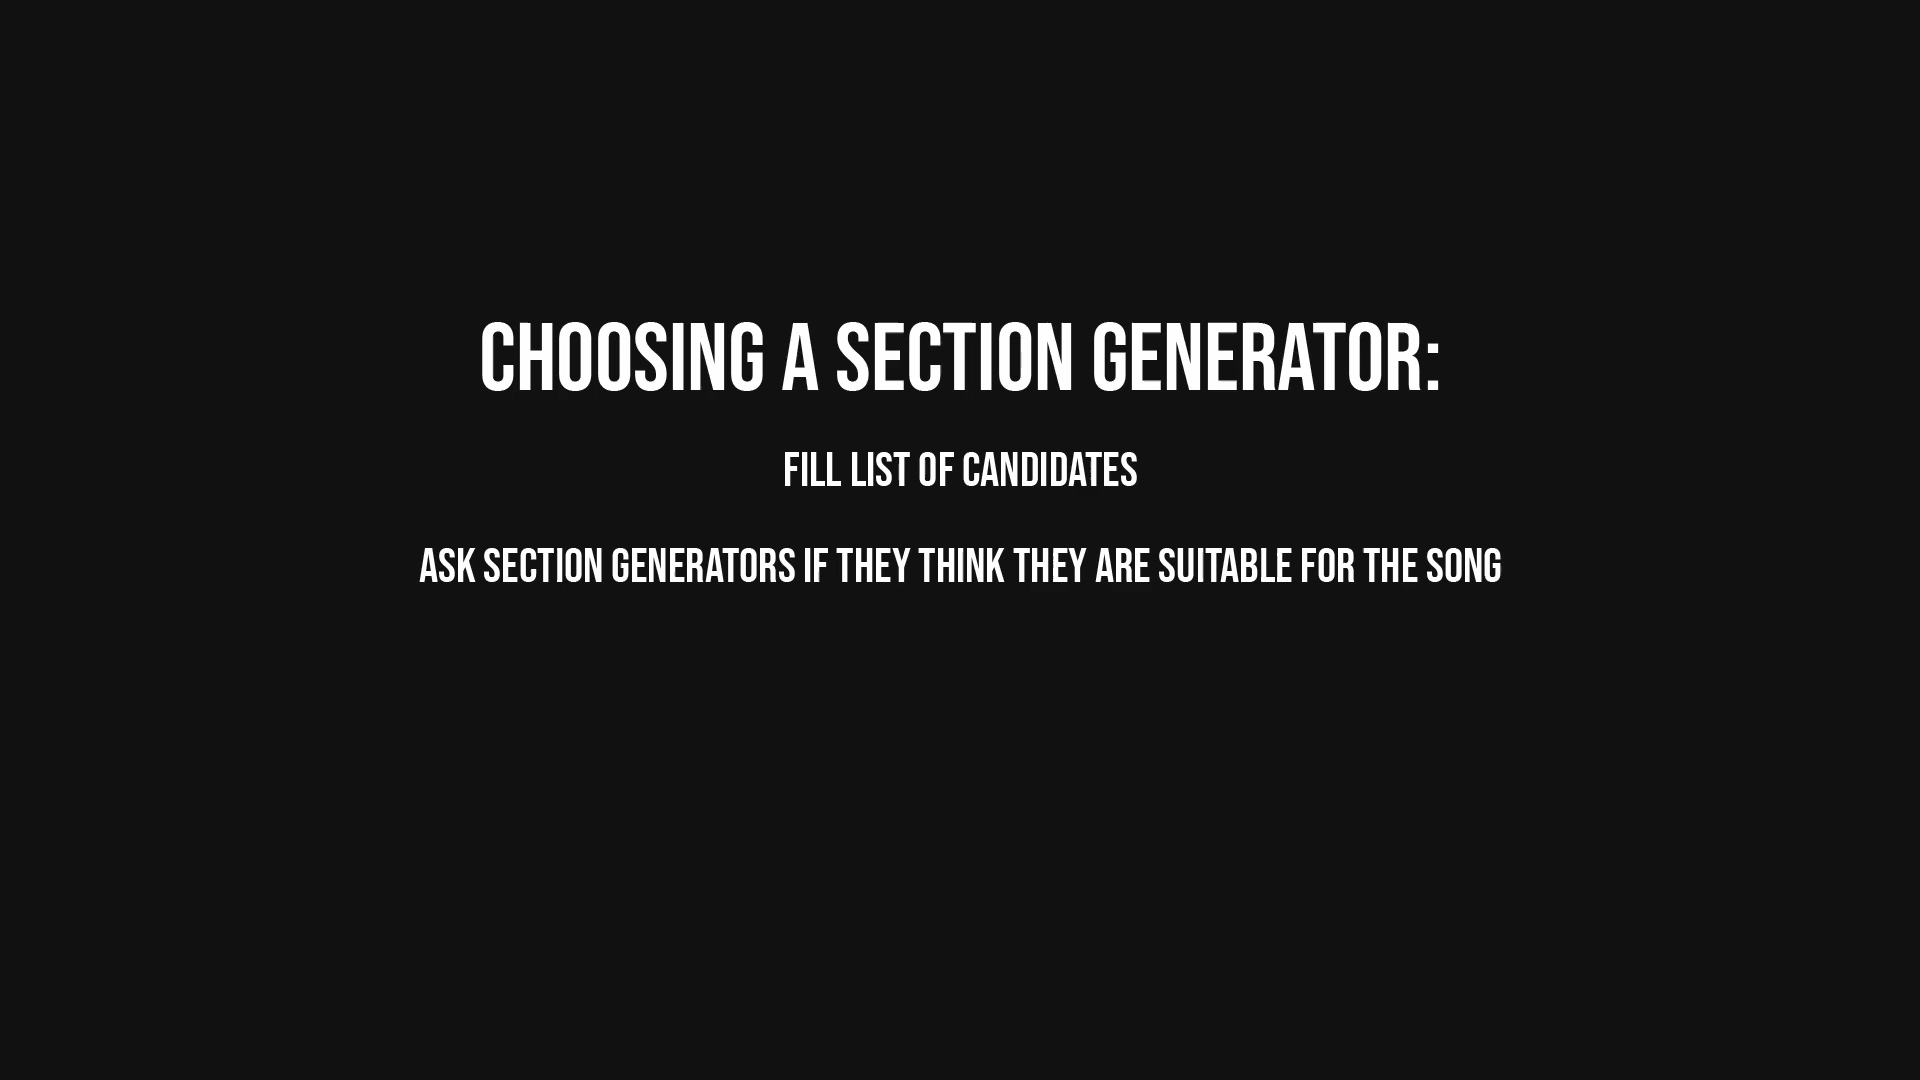 CHOOSING A SECTION GENERATOR:
FILL LIST OF CANDIDATES
ASK SECTION GENERATORS IF THEY THINK THEY ARE SUITABLE FOR THE SONG